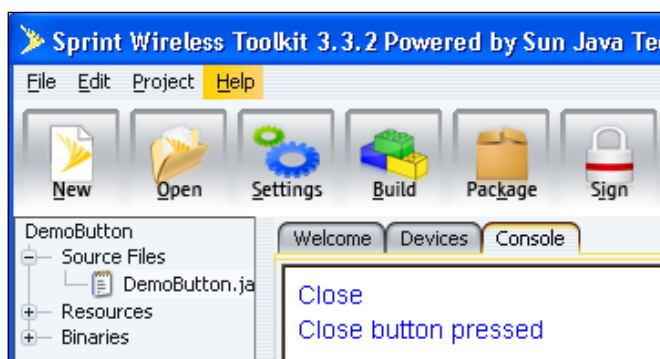 Sprint Wireless Toolkit 3.3.2 Powered by Sun Java Te
File Edit Project Help
New Open Settings Build Package Sign
DemoButton
Source Files
DemoButton.ja
Resources
Binaries
Welcome Devices Console
Close
Close button pressed